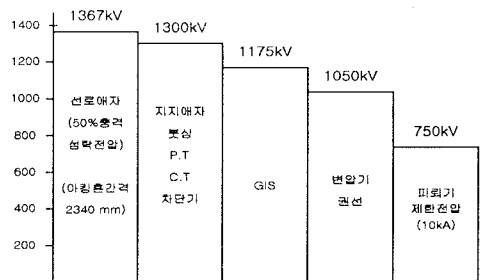 1367kV
1300kV
1175kV
1050kV
750kV
1400
1200
1000
800
600
400
200
선로애자
(50%충격
섬락전압)
(아킹혼간격
2340 mm)
지지애자
붓싱
P.T
C.T
차단기
GIS
변압기
권선
피뢰기
제한전압
(10kA)